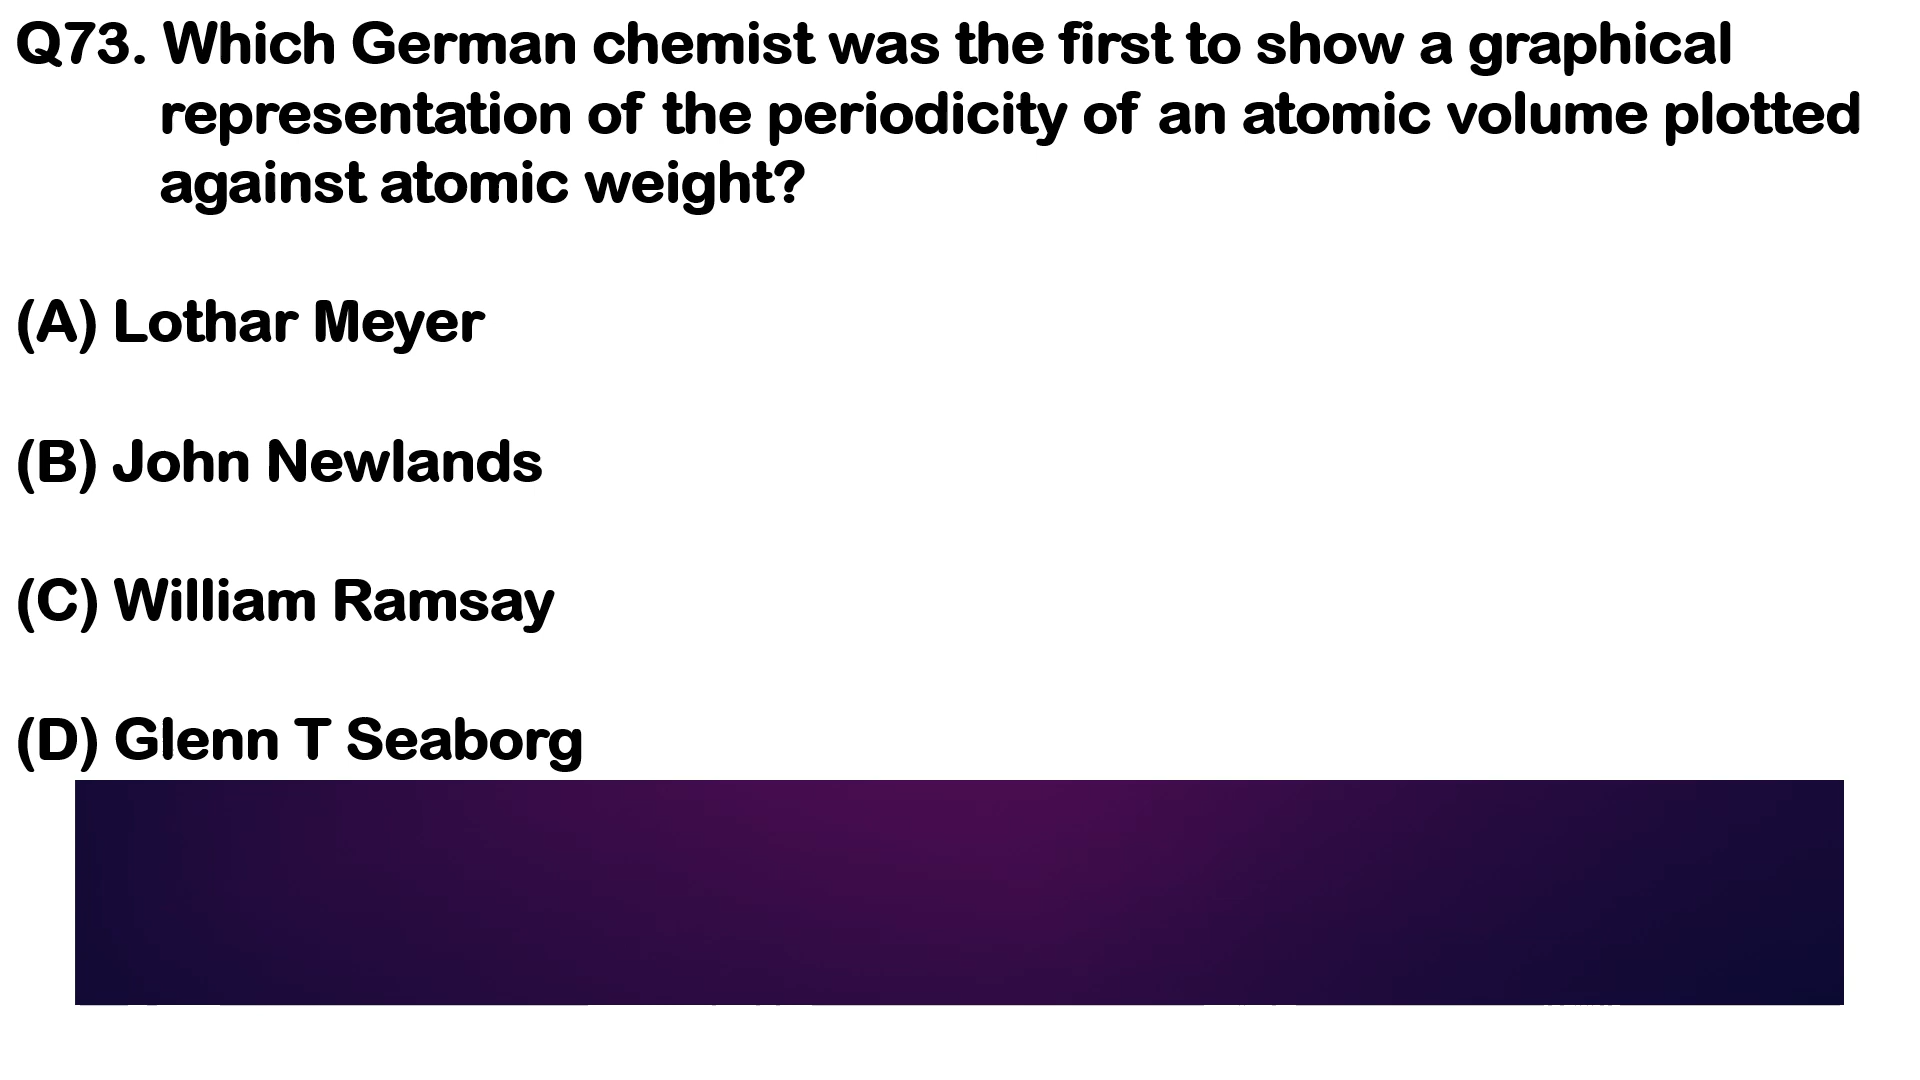 Q73. Which German chemist was the first to show a graphical
representation of the periodicity of an atomic volume plotted
against atomic weight?
(A) Lothar Meyer
(B) John Newlands
(C) William Ramsay
(D) Glenn T Seaborg